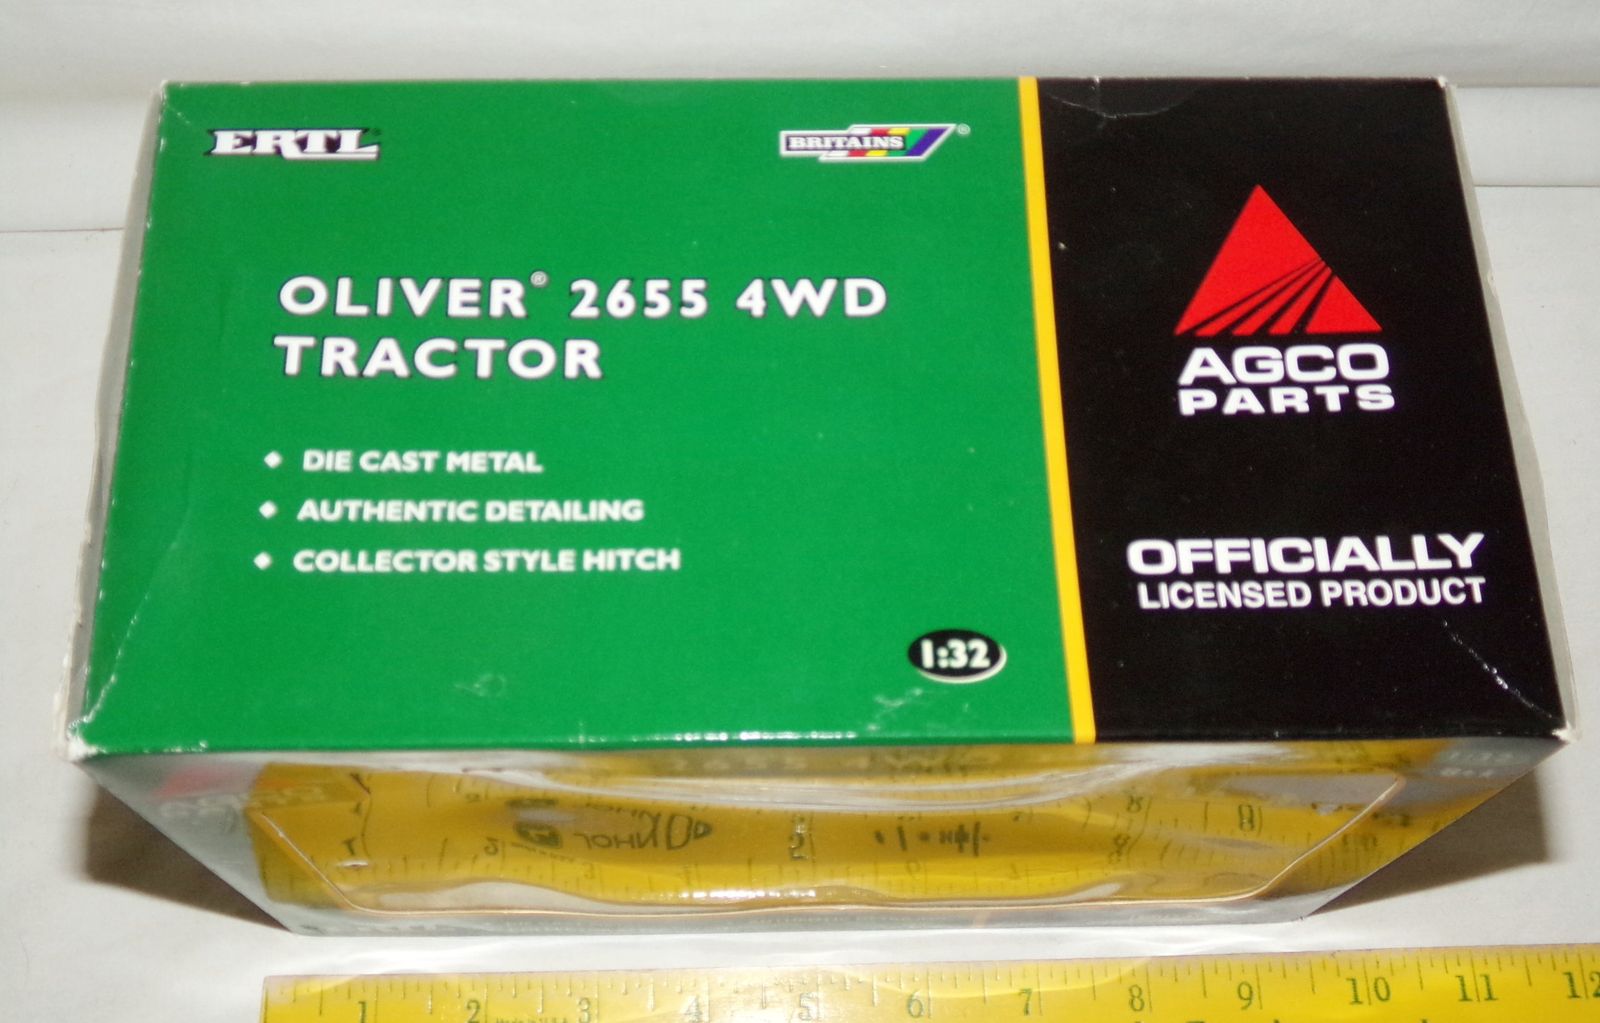 ERTL
BRITAINS®
OLIVER® 2655 4WD
TRACTOR
◆ DIE CAST METAL
◆ AUTHENTIC DETAILING
◆ COLLECTOR STYLE HITCH
1:32
AGCO
PARTS
OFFICIALLY
LICENSED PRODUCT
1 2 3 4 5 6 7 8 9 10 11 12